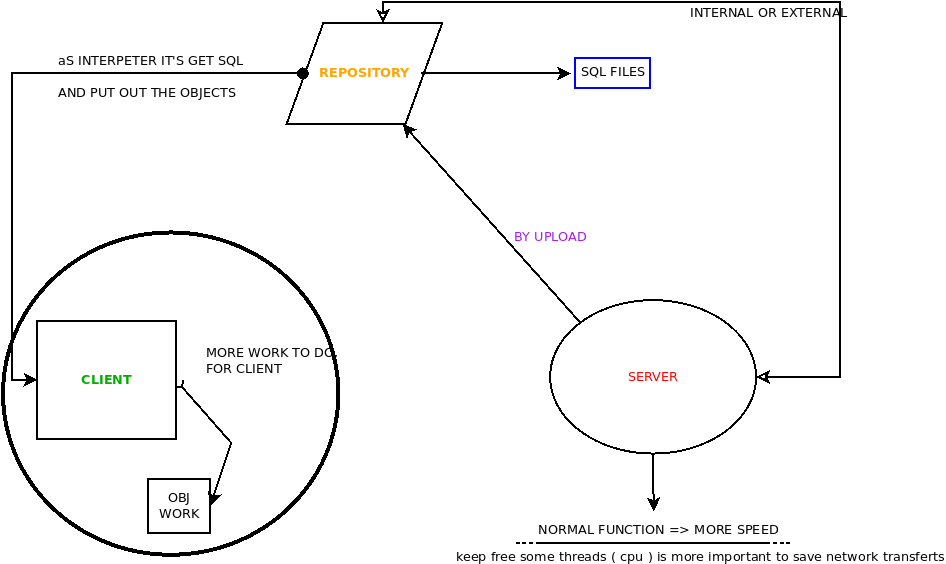 INTERNAL OR EXTERNAL
aS INTERPETER IT'S GET SQL
REPOSITORY
SQL FILES
AND PUT OUT THE OBJECTS
BY UPLOAD
MORE WORK TO DO,
FOR CLIENT
CLIENT
SERVER
OBJ
WORK
NORMAL FUNCTION => MORE SPEED
keep free some threads ( cpu ) is more important to save network transferts